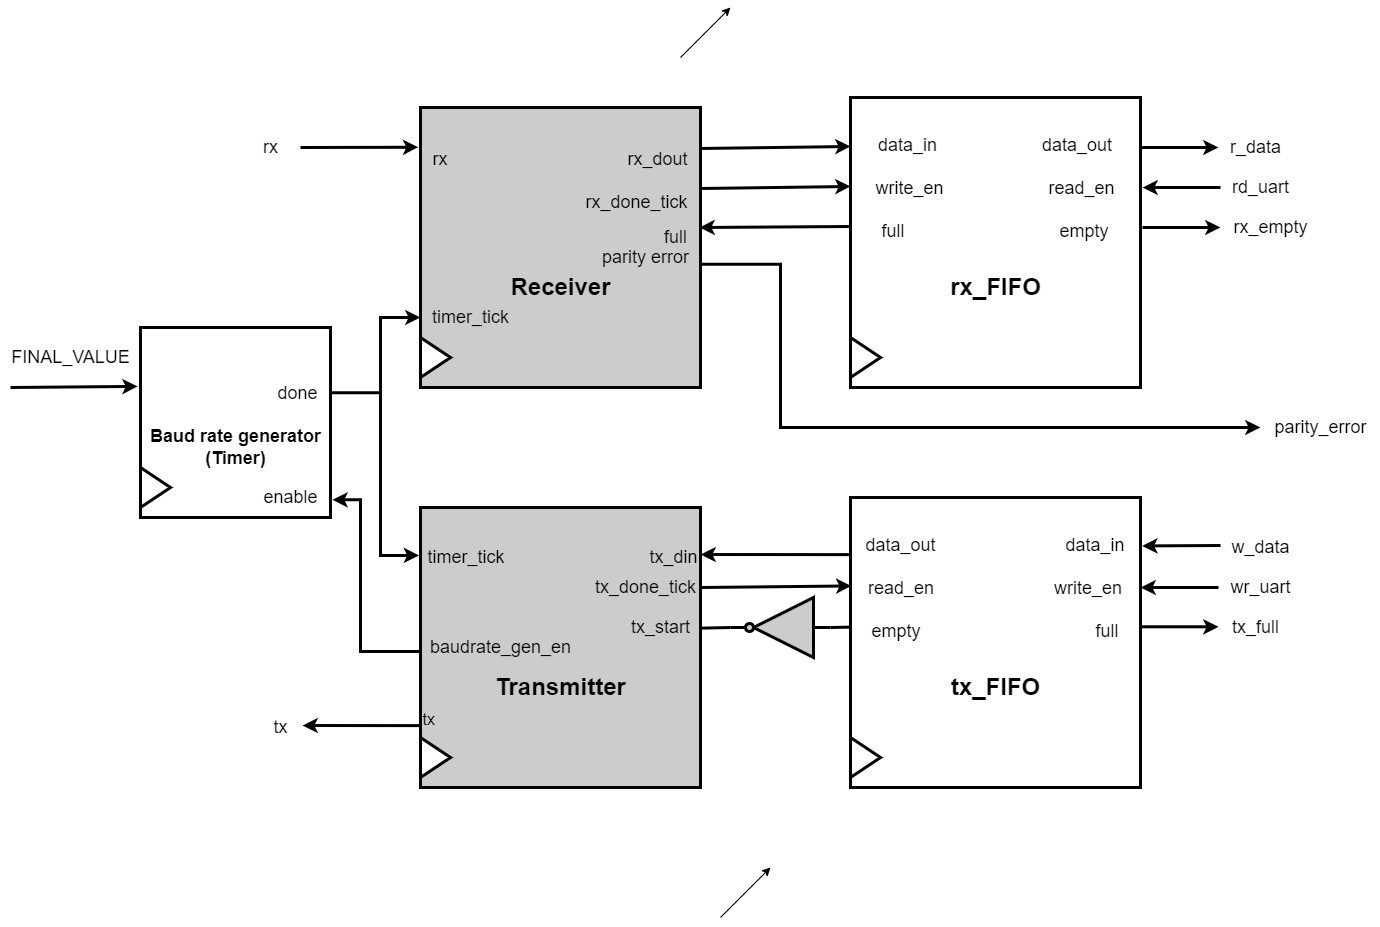 rx
rx
rx_dout
rx_done_tick
full
parity error
Receiver
timer_tick
data_in
data_out
write_en
read_en
full
empty
rx_FIFO
r_data
rd_uart
rx_empty
FINAL_VALUE
done
Baud rate generator
(Timer)
enable
parity_error
timer_tick
tx_din
tx_done_tick
tx_start
baudrate_gen_en
Transmitter
tx
tx
data_out
data_in
read_en
write_en
empty
full
tx_FIFO
w_data
wr_uart
tx_full